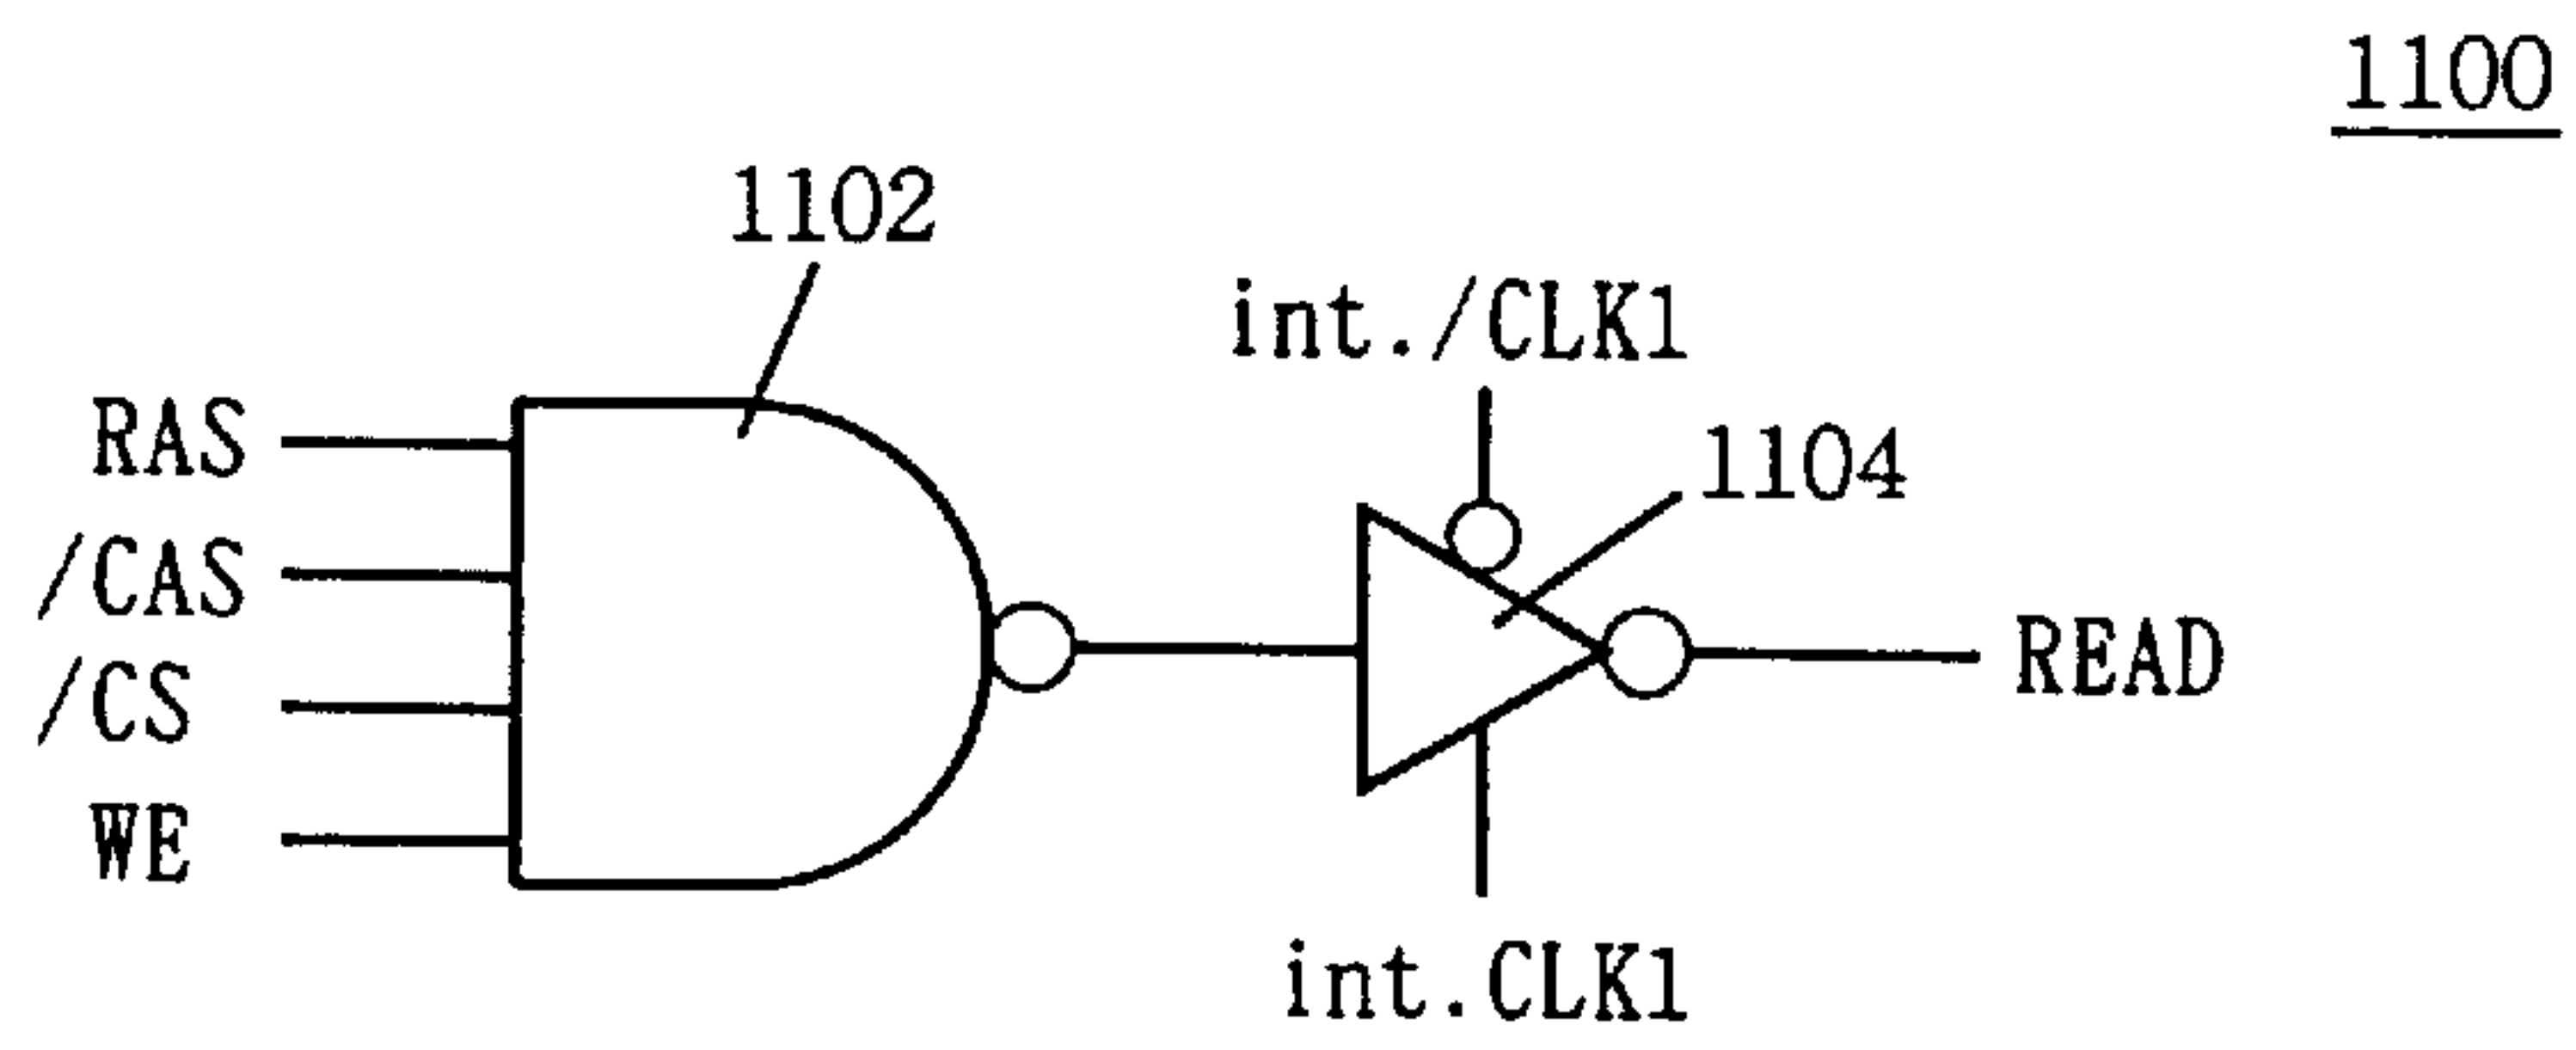 1100
1102
int./CLK1
RAS
1104
/CAS
/CS
READ
WE
int.CLK1